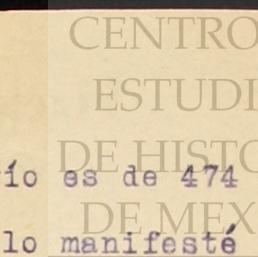 CENTRO
ESTUDI
DE HISTO
ío es de 474
DE MEX
lo manifesté